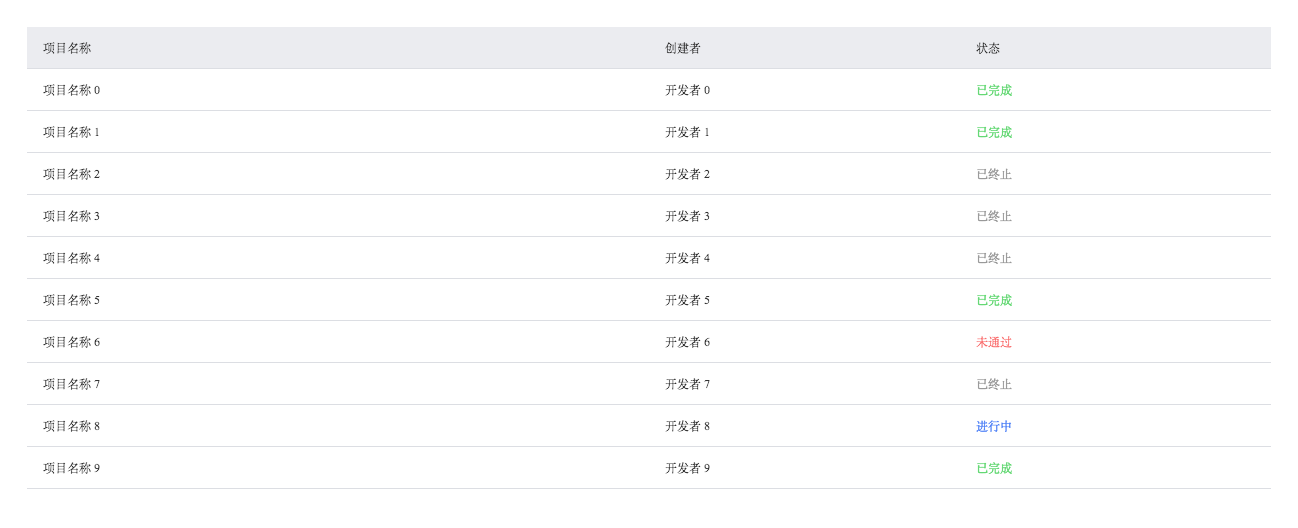 项目名称 创建者 状态
项目名称 0 开发者 0 已完成
项目名称 1 开发者 1 已完成
项目名称 2 开发者 2 已终止
项目名称 3 开发者 3 已终止
项目名称 4 开发者 4 已终止
项目名称 5 开发者 5 已完成
项目名称 6 开发者 6 未通过
项目名称 7 开发者 7 已终止
项目名称 8 开发者 8 进行中
项目名称 9 开发者 9 已完成